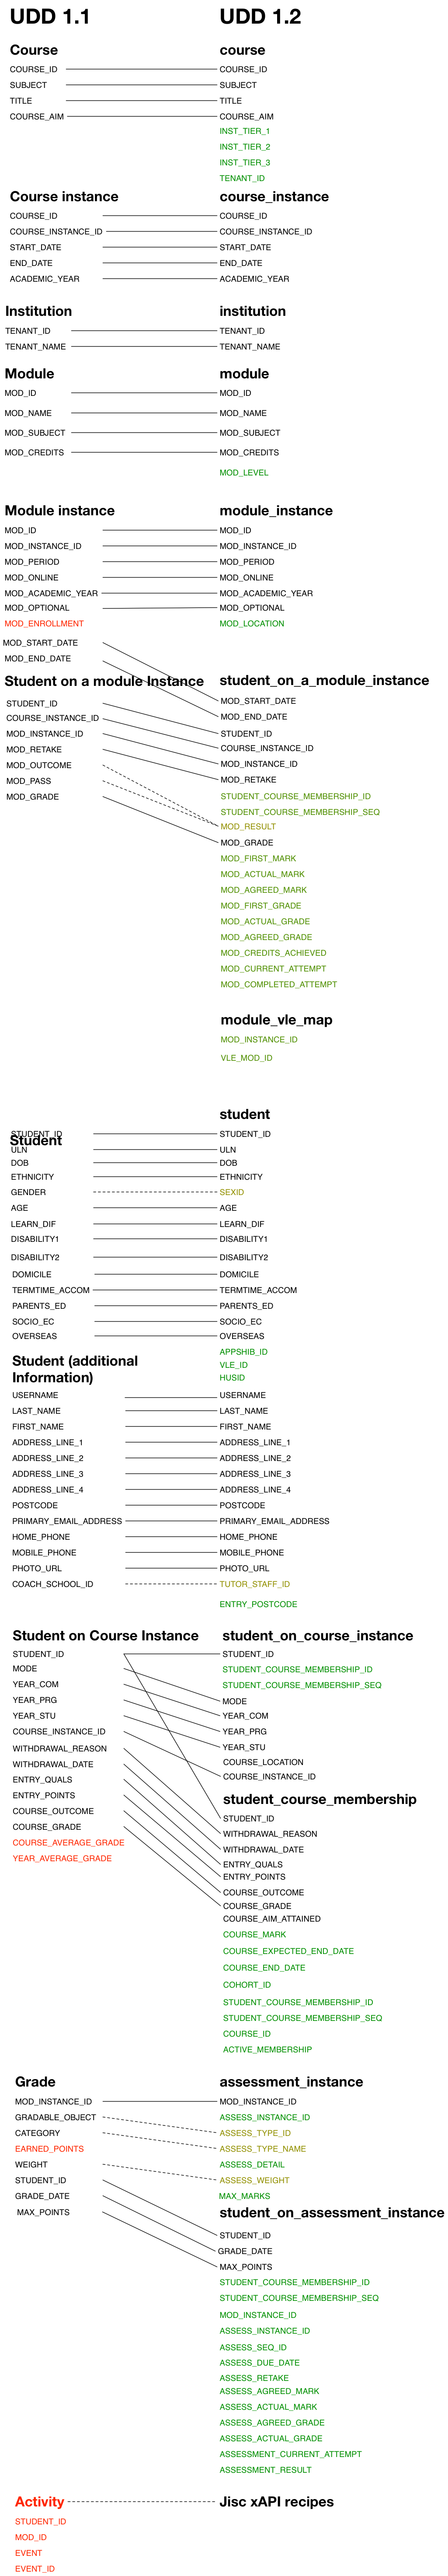 UDD 1.1 UDD 1.2
Course course
COURSE_ID COURSE_ID
SUBJECT SUBJECT
TITLE TITLE
COURSE_AIM COURSE_AIM
INST_TIER_1
INST_TIER_2
INST_TIER_3
TENANT_ID
Course instance course_instance
COURSE_ID COURSE_ID
COURSE_INSTANCE_ID COURSE_INSTANCE_ID
START_DATE START_DATE
END_DATE END_DATE
ACADEMIC_YEAR ACADEMIC_YEAR
Institution institution
TENANT_ID TENANT_ID
TENANT_NAME TENANT_NAME
Module module
MOD_ID MOD_ID
MOD_NAME MOD_NAME
MOD_SUBJECT MOD_SUBJECT
MOD_CREDITS MOD_CREDITS
MOD_LEVEL
Module instance module_instance
MOD_ID MOD_ID
MOD_INSTANCE_ID MOD_INSTANCE_ID
MOD_PERIOD MOD_PERIOD
MOD_ONLINE MOD_ONLINE
MOD_ACADEMIC_YEAR MOD_ACADEMIC_YEAR
MOD_OPTIONAL MOD_OPTIONAL
MOD_ENROLLMENT MOD_LOCATION
MOD_START_DATE
MOD_END_DATE
Student on a module Instance student_on_a_module_instance
STUDENT_ID MOD_START_DATE
COURSE_INSTANCE_ID MOD_END_DATE
MOD_INSTANCE_ID STUDENT_ID
MOD_RETAKE COURSE_INSTANCE_ID
MOD_OUTCOME MOD_INSTANCE_ID
MOD_PASS MOD_RETAKE
MOD_GRADE STUDENT_COURSE_MEMBERSHIP_ID
STUDENT_COURSE_MEMBERSHIP_SEQ
MOD_RESULT
MOD_GRADE
MOD_FIRST_MARK
MOD_ACTUAL_MARK
MOD_AGREED_MARK
MOD_FIRST_GRADE
MOD_ACTUAL_GRADE
MOD_AGREED_GRADE
MOD_CREDITS_ACHIEVED
MOD_CURRENT_ATTEMPT
MOD_COMPLETED_ATTEMPT
module_vle_map
MOD_INSTANCE_ID
VLE_MOD_ID
student
STUDENT_ID STUDENT_ID
Student
ULN ULN
DOB DOB
ETHNICITY ETHNICITY
GENDER SEXID
AGE AGE
LEARN_DIF LEARN_DIF
DISABILITY1 DISABILITY1
DISABILITY2 DISABILITY2
DOMICILE DOMICILE
TERMTIME_ACCOM TERMTIME_ACCOM
PARENTS_ED PARENTS_ED
SOCIO_EC SOCIO_EC
OVERSEAS OVERSEAS
APPSHIB_ID
Student (additional VLE_ID
Information) HUSID
USERNAME USERNAME
LAST_NAME LAST_NAME
FIRST_NAME FIRST_NAME
ADDRESS_LINE_1 ADDRESS_LINE_1
ADDRESS_LINE_2 ADDRESS_LINE_2
ADDRESS_LINE_3 ADDRESS_LINE_3
ADDRESS_LINE_4 ADDRESS_LINE_4
POSTCODE POSTCODE
PRIMARY_EMAIL_ADDRESS PRIMARY_EMAIL_ADDRESS
HOME_PHONE HOME_PHONE
MOBILE_PHONE MOBILE_PHONE
PHOTO_URL PHOTO_URL
COACH_SCHOOL_ID TUTOR_STAFF_ID
ENTRY_POSTCODE
Student on Course Instance student_on_course_instance
STUDENT_ID STUDENT_ID
MODE STUDENT_COURSE_MEMBERSHIP_ID
YEAR_COM STUDENT_COURSE_MEMBERSHIP_SEQ
YEAR_PRG MODE
YEAR_STU YEAR_COM
COURSE_INSTANCE_ID YEAR_PRG
WITHDRAWAL_REASON YEAR_STU
WITHDRAWAL_DATE COURSE_LOCATION
ENTRY_QUALS COURSE_INSTANCE_ID
ENTRY_POINTS student_course_membership
COURSE_OUTCOME STUDENT_ID
COURSE_GRADE WITHDRAWAL_REASON
COURSE_AVERAGE_GRADE WITHDRAWAL_DATE
YEAR_AVERAGE_GRADE ENTRY_QUALS
ENTRY_POINTS
COURSE_OUTCOME
COURSE_GRADE
COURSE_AIM_ATTAINED
COURSE_MARK
COURSE_EXPECTED_END_DATE
COURSE_END_DATE
COHORT_ID
STUDENT_COURSE_MEMBERSHIP_ID
STUDENT_COURSE_MEMBERSHIP_SEQ
COURSE_ID
ACTIVE_MEMBERSHIP
Grade assessment_instance
MOD_INSTANCE_ID MOD_INSTANCE_ID
GRADABLE_OBJECT ASSESS_INSTANCE_ID
CATEGORY ASSESS_TYPE_ID
EARNED_POINTS ASSESS_TYPE_NAME
WEIGHT ASSESS_DETAIL
STUDENT_ID ASSESS_WEIGHT
GRADE_DATE MAX_MARKS
MAX_POINTS student_on_assessment_instance
STUDENT_ID
GRADE_DATE
MAX_POINTS
STUDENT_COURSE_MEMBERSHIP_ID
STUDENT_COURSE_MEMBERSHIP_SEQ
MOD_INSTANCE_ID
ASSESS_INSTANCE_ID
ASSESS_SEQ_ID
ASSESS_DUE_DATE
ASSESS_RETAKE
ASSESS_AGREED_MARK
ASSESS_ACTUAL_MARK
ASSESS_AGREED_GRADE
ASSESS_ACTUAL_GRADE
ASSESSMENT_CURRENT_ATTEMPT
ASSESSMENT_RESULT
Activity Jisc xAPI recipes
STUDENT_ID
MOD_ID
EVENT
EVENT_ID